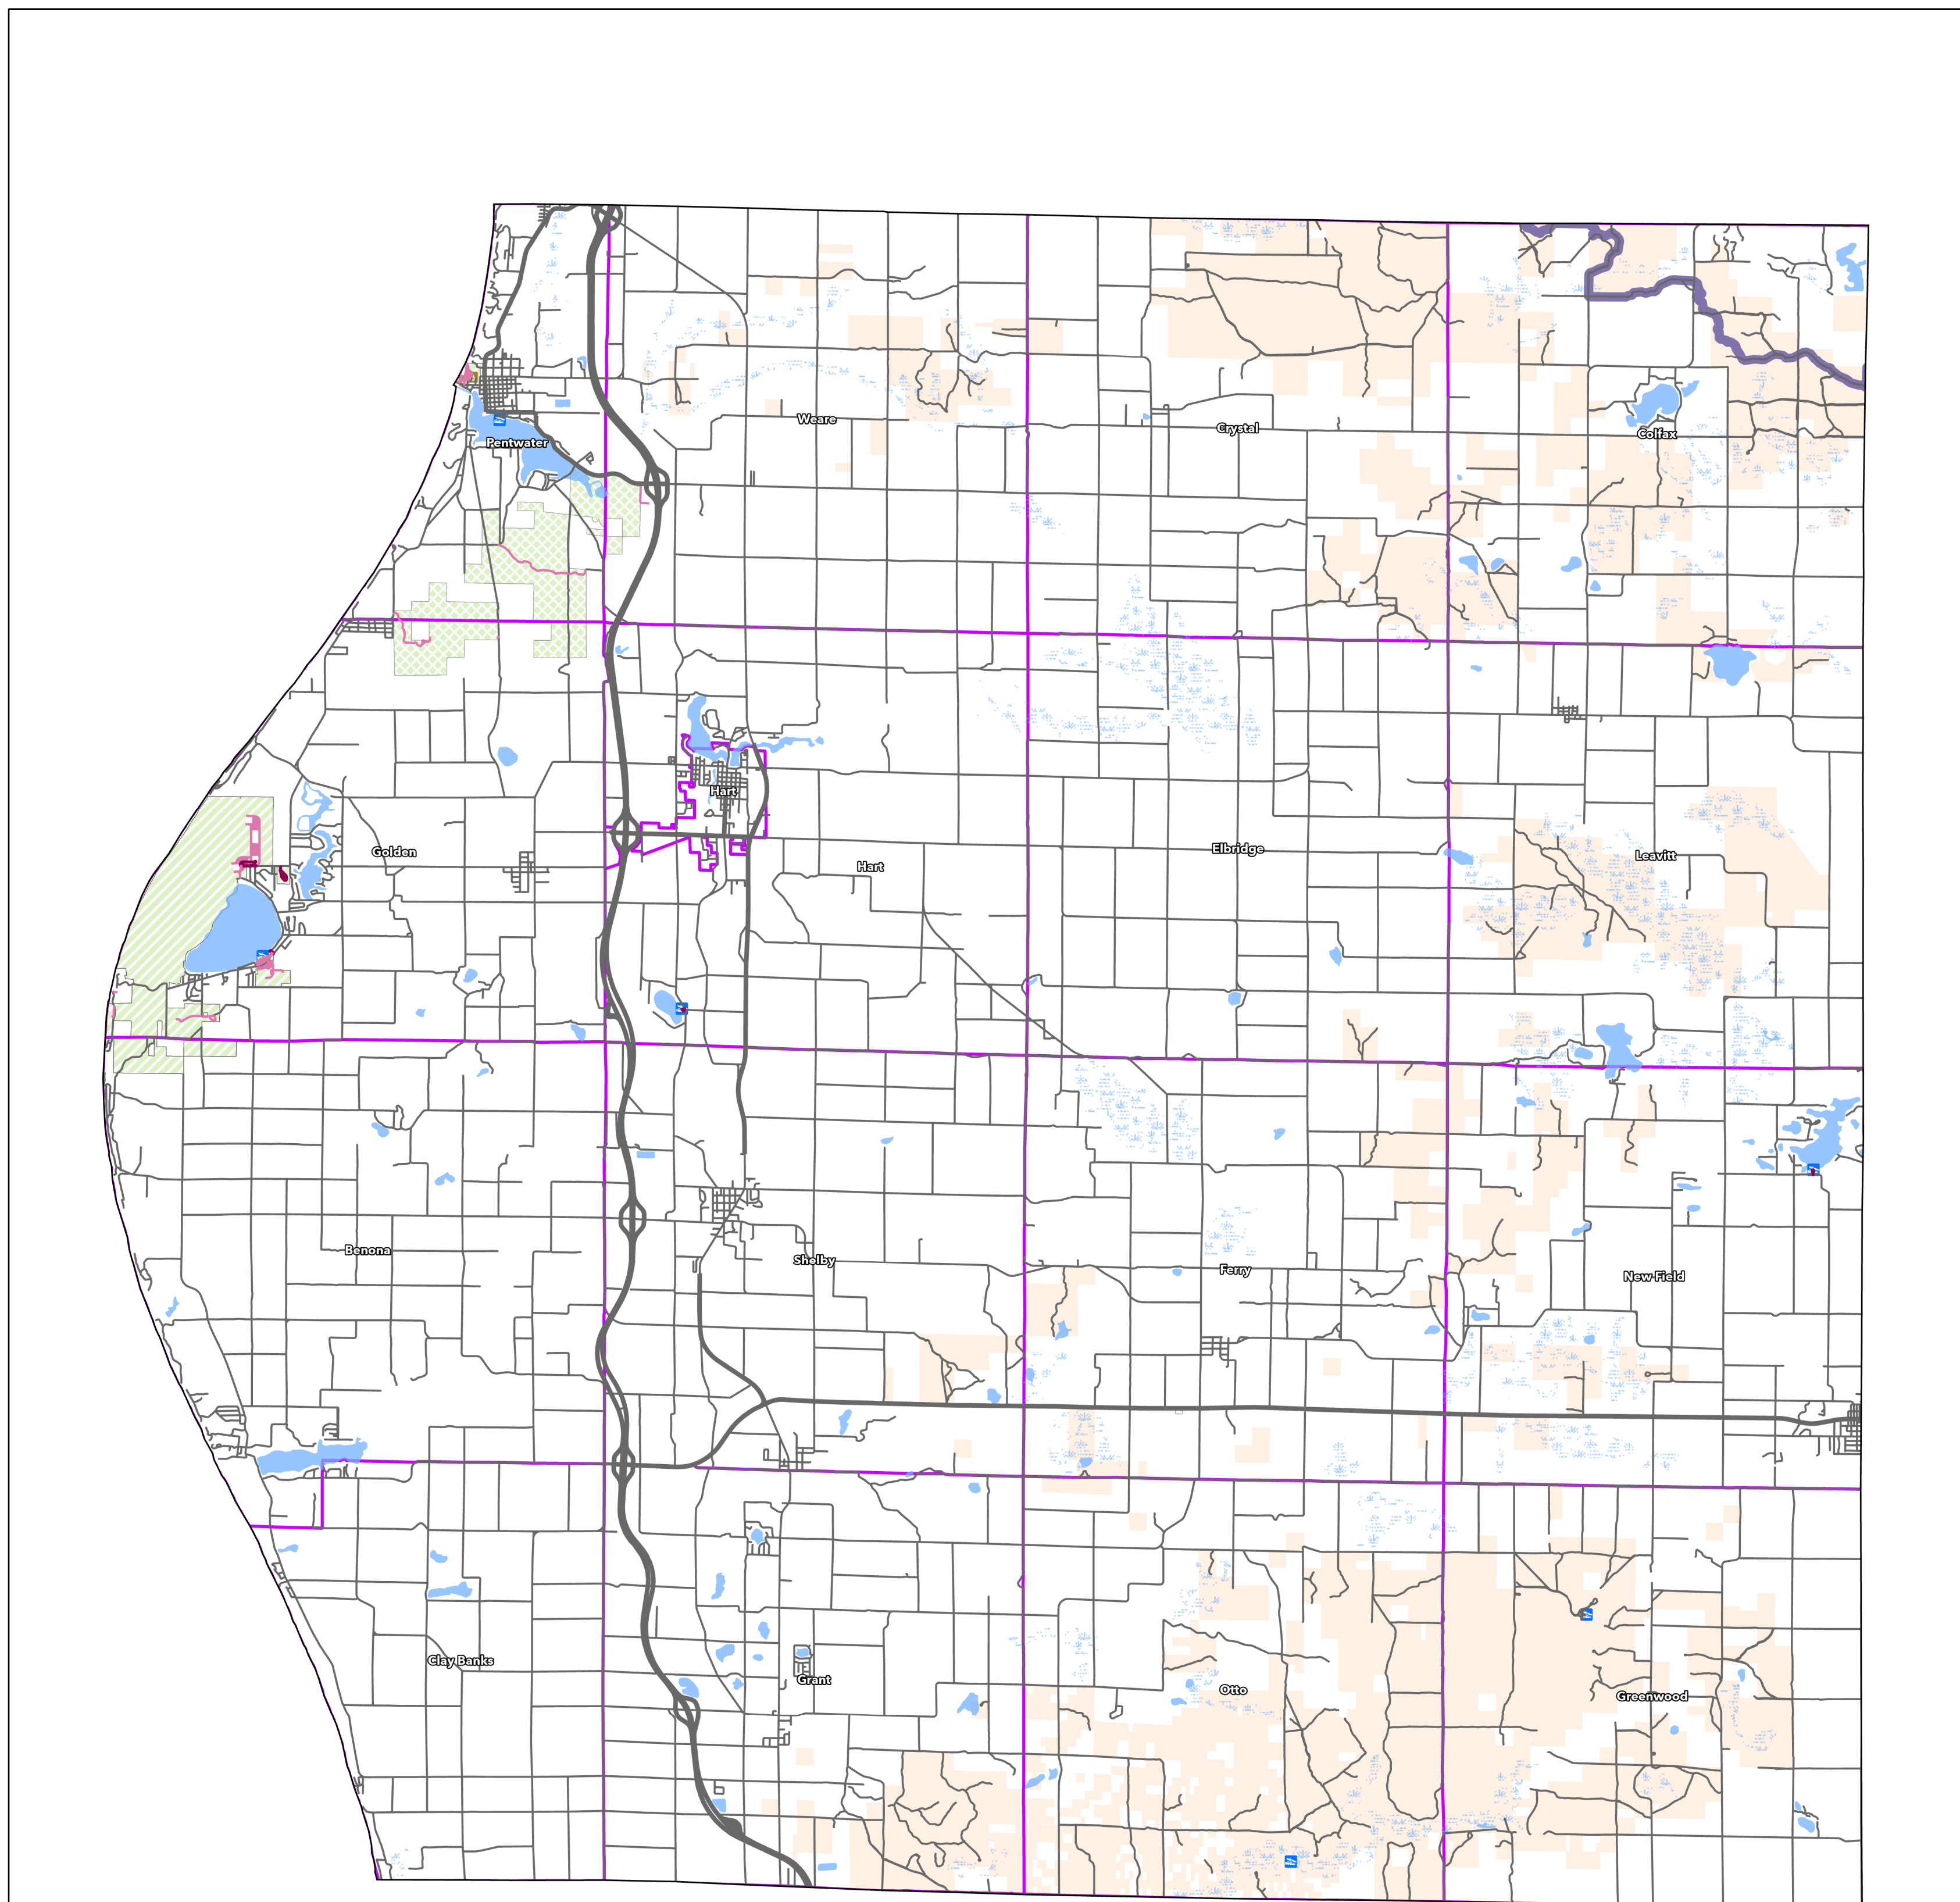 Weare
Crystal
Colfax
Pentwater
Hart
Golden
Elbridge
Leavitt
Hart
Benona
Shelby
Ferry
New Field
Clay Banks
Grant
Otto
Greenwood